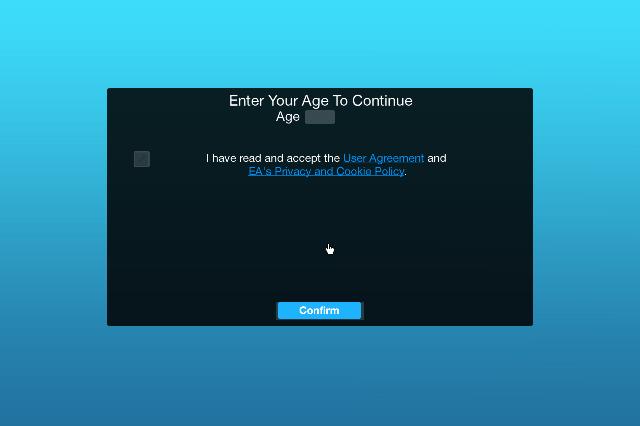 Enter Your Age To Continue
Age
I have read and accept the User Agreement and
EA's Privacy and Cookie Policy.
Confirm